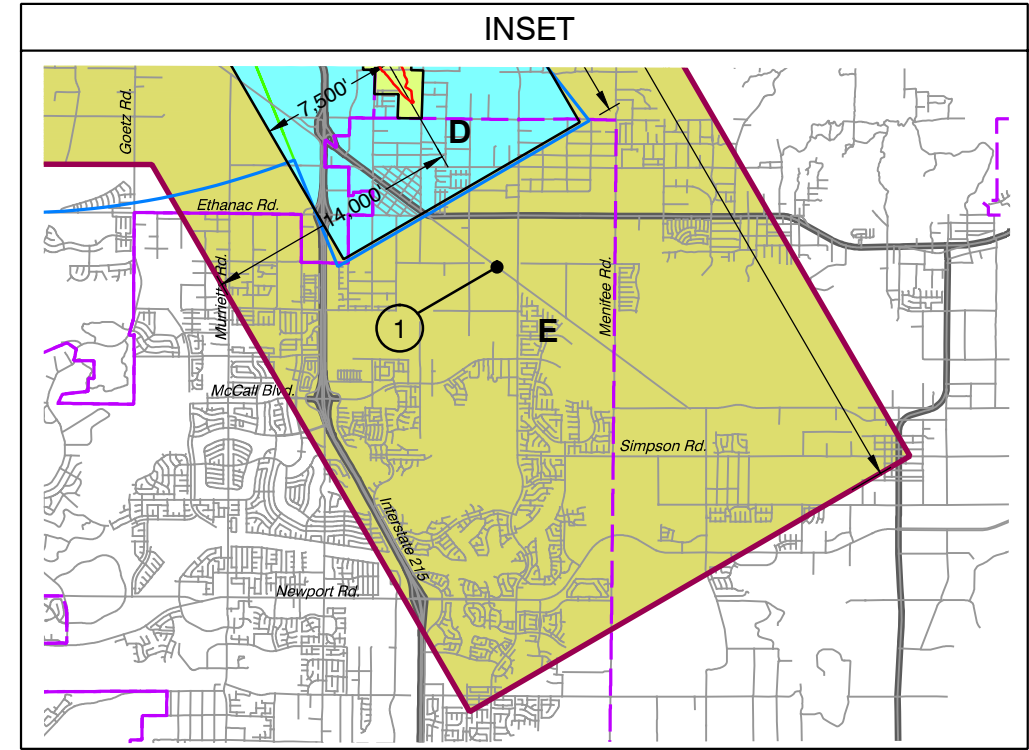 INSET
Goetz Rd.
7,500'
D
14,000'
Ethanac Rd.
Murrieta Rd.
Menifee Rd.
1
E
McCall Blvd.
Simpson Rd.
Interstate 215
Newport Rd.